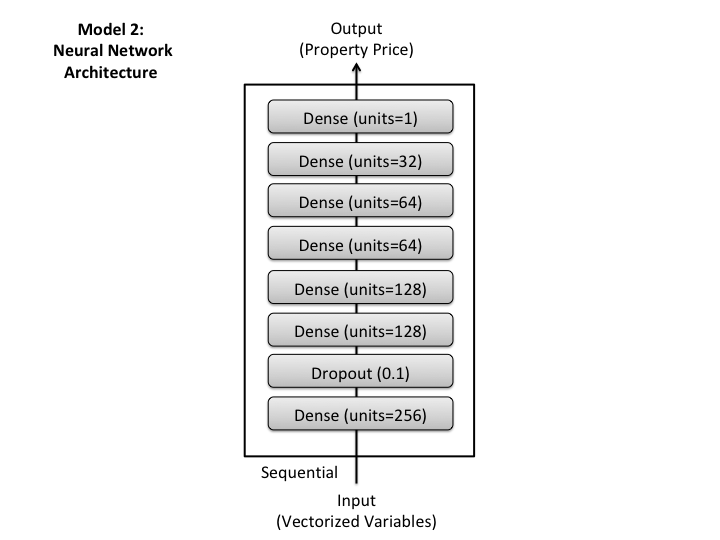 Model 2:
Neural Network
Architecture
Output
(Property Price)
Dense (units=1)
Dense (units=32)
Dense (units=64)
Dense (units=64)
Dense (units=128)
Dense (units=128)
Dropout (0.1)
Dense (units=256)
Sequential
Input
(Vectorized Variables)